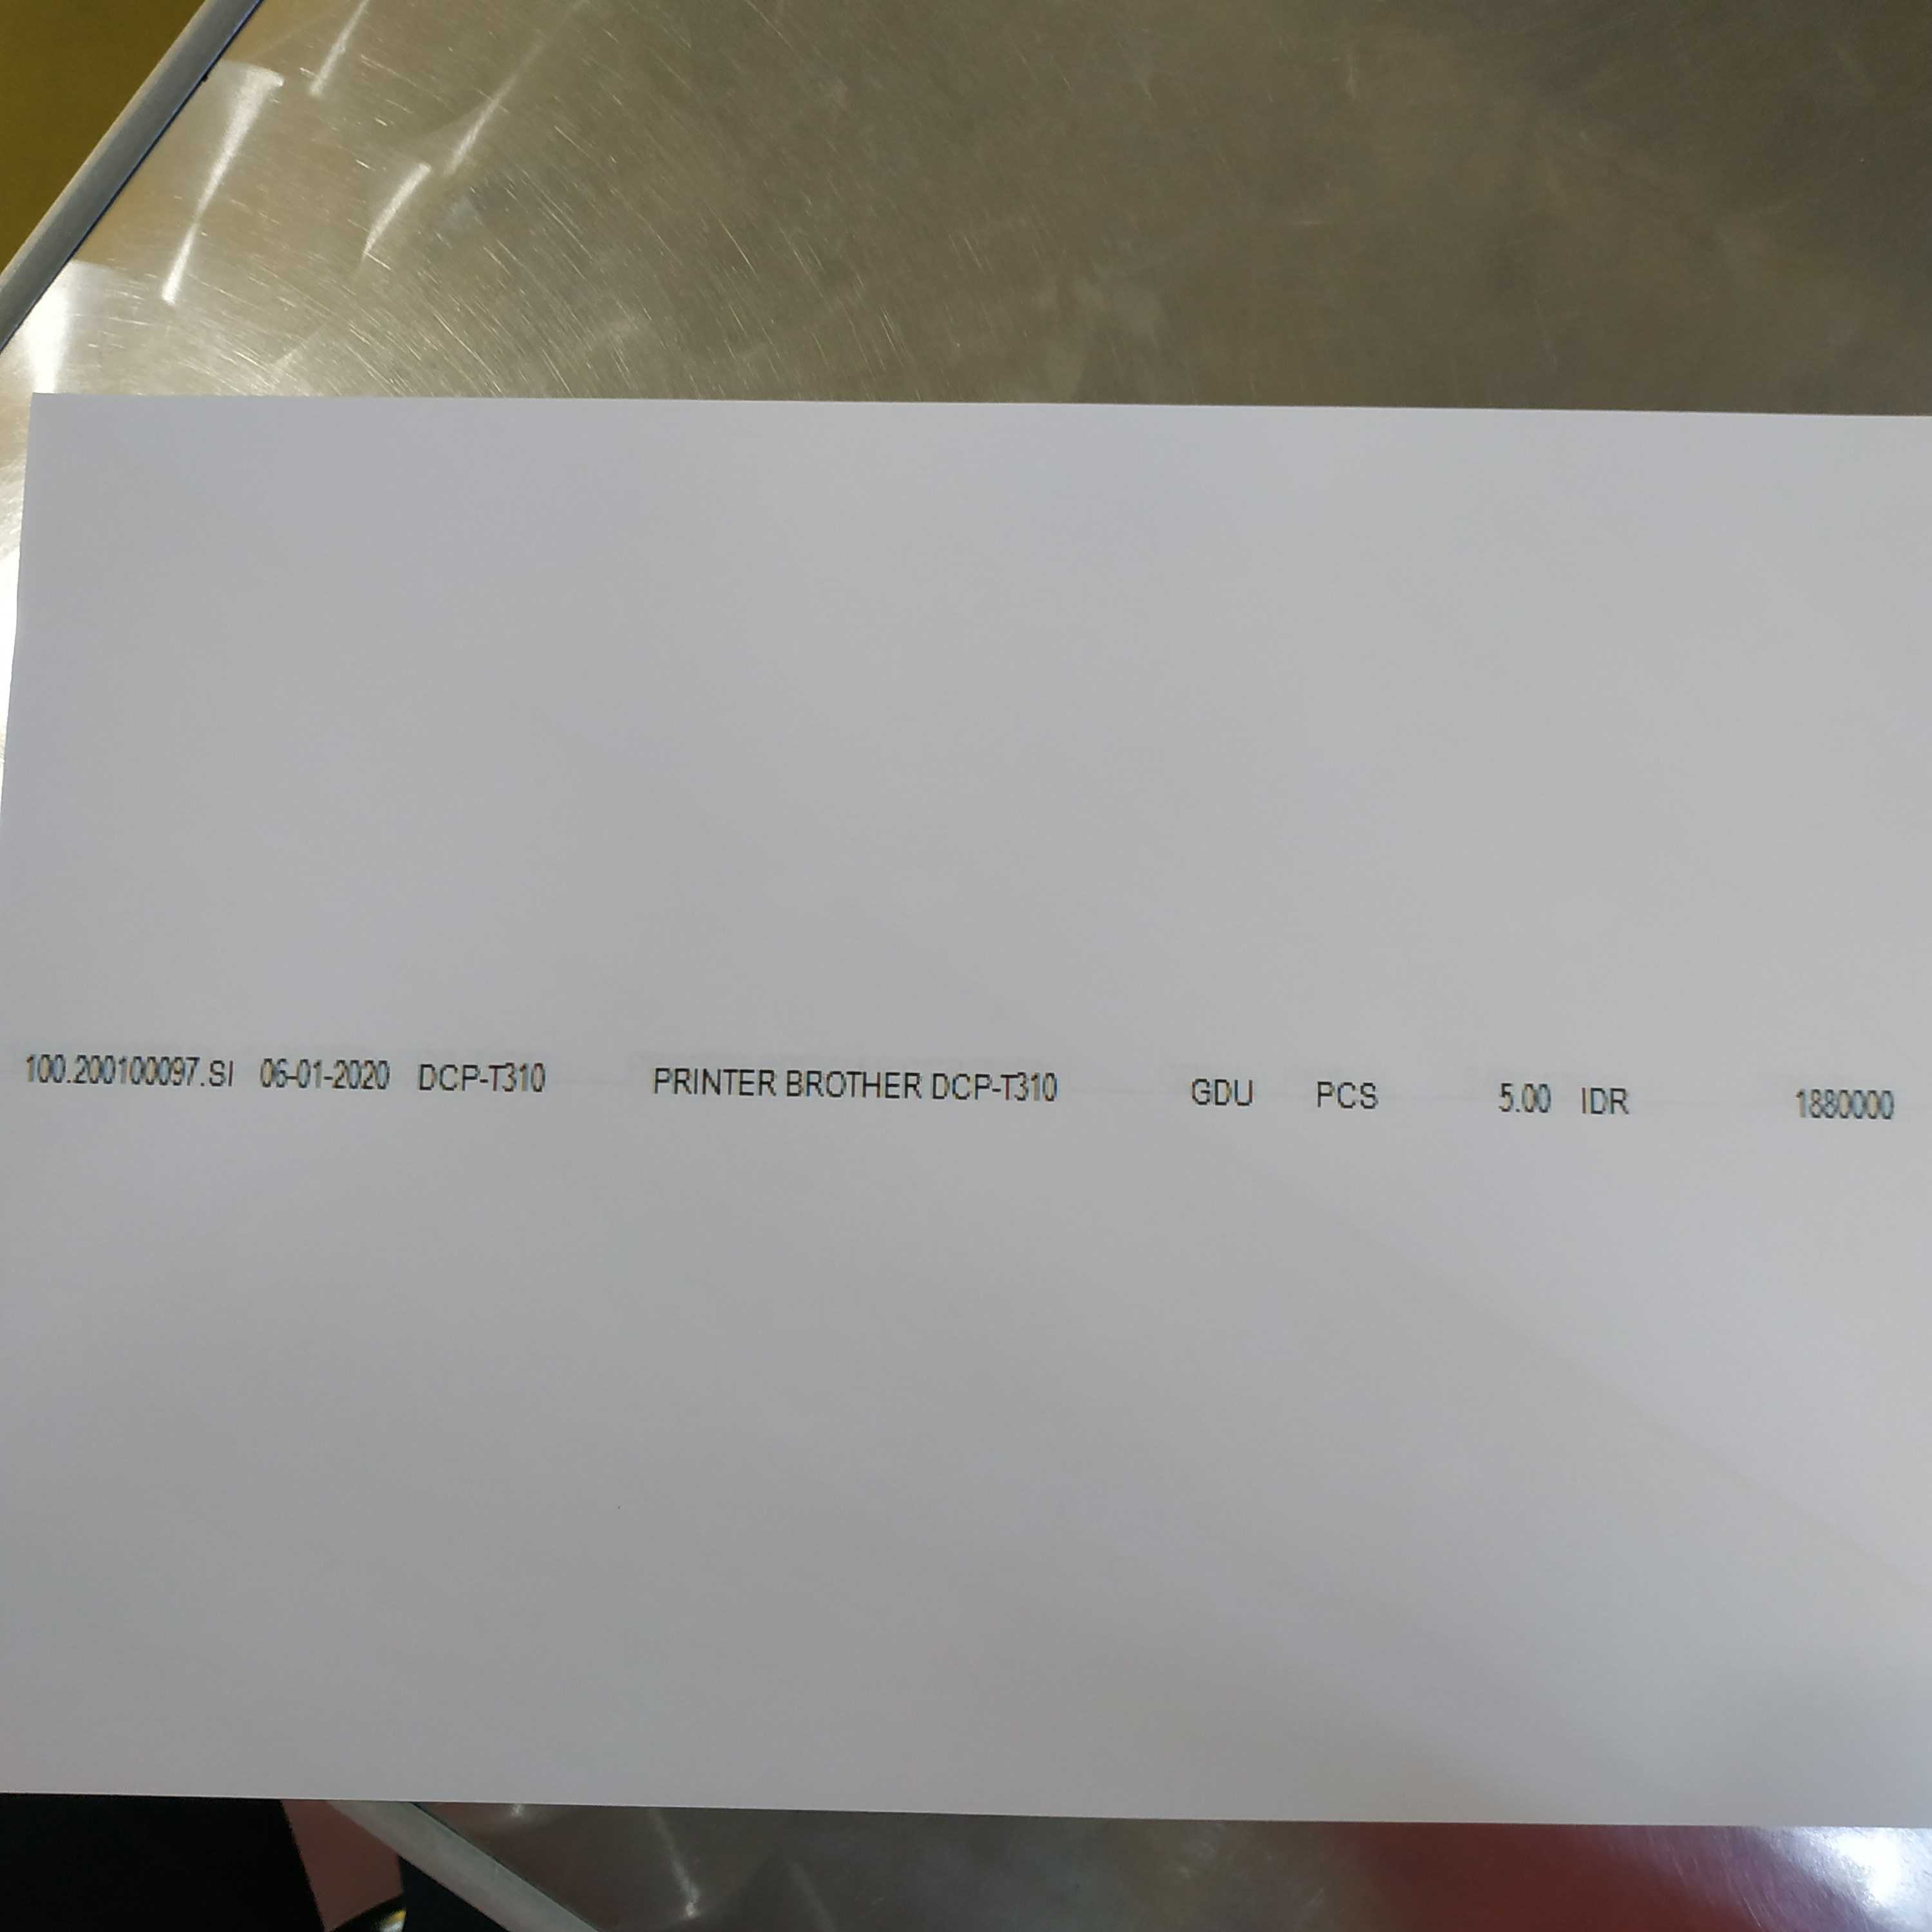 100.200100097.SI 06-01-2020 DCP-T310 PRINTER BROTHER DCP-T310 GDU PCS 5.00 IDR 1880000